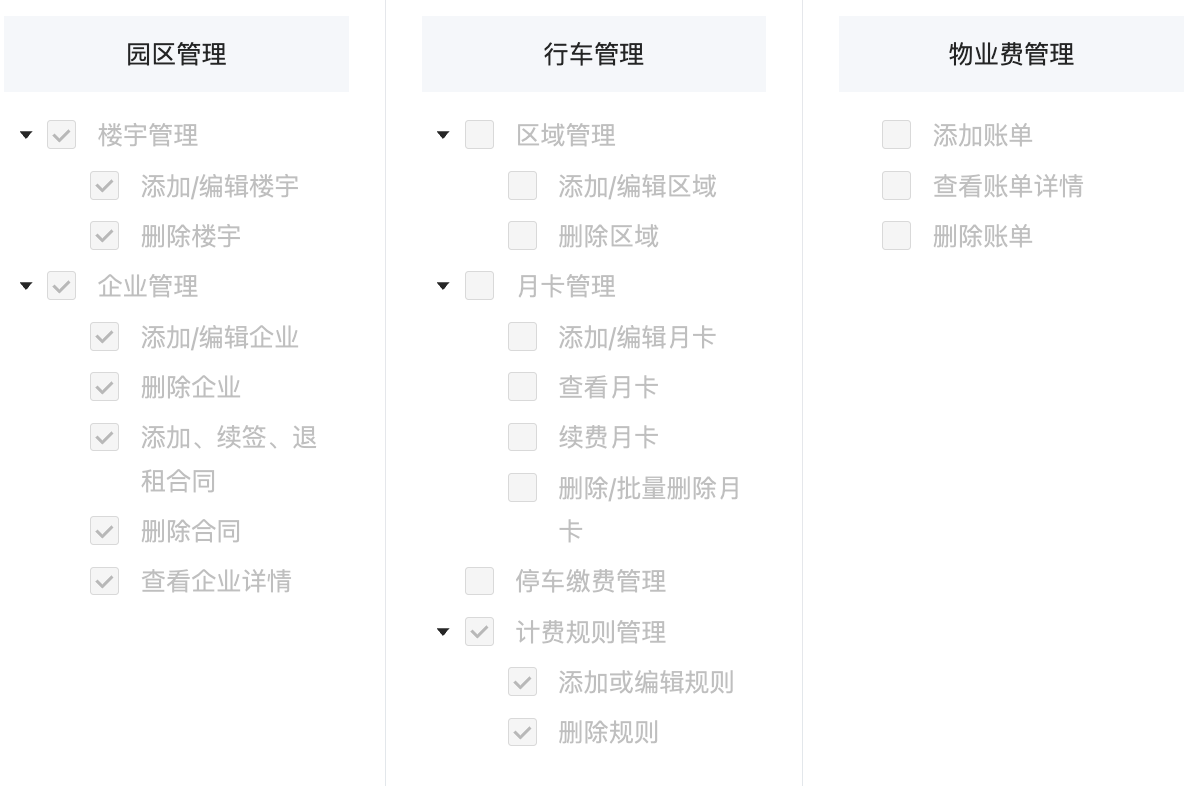 园区管理
楼宇管理
添加/编辑楼宇
删除楼宇
企业管理
添加/编辑企业
删除企业
添加、续签、退
租合同
删除合同
查看企业详情
行车管理
区域管理
添加/编辑区域
删除区域
月卡管理
添加/编辑月卡
查看月卡
续费月卡
删除/批量删除月
卡
停车缴费管理
计费规则管理
添加或编辑规则
删除规则
物业费管理
添加账单
查看账单详情
删除账单